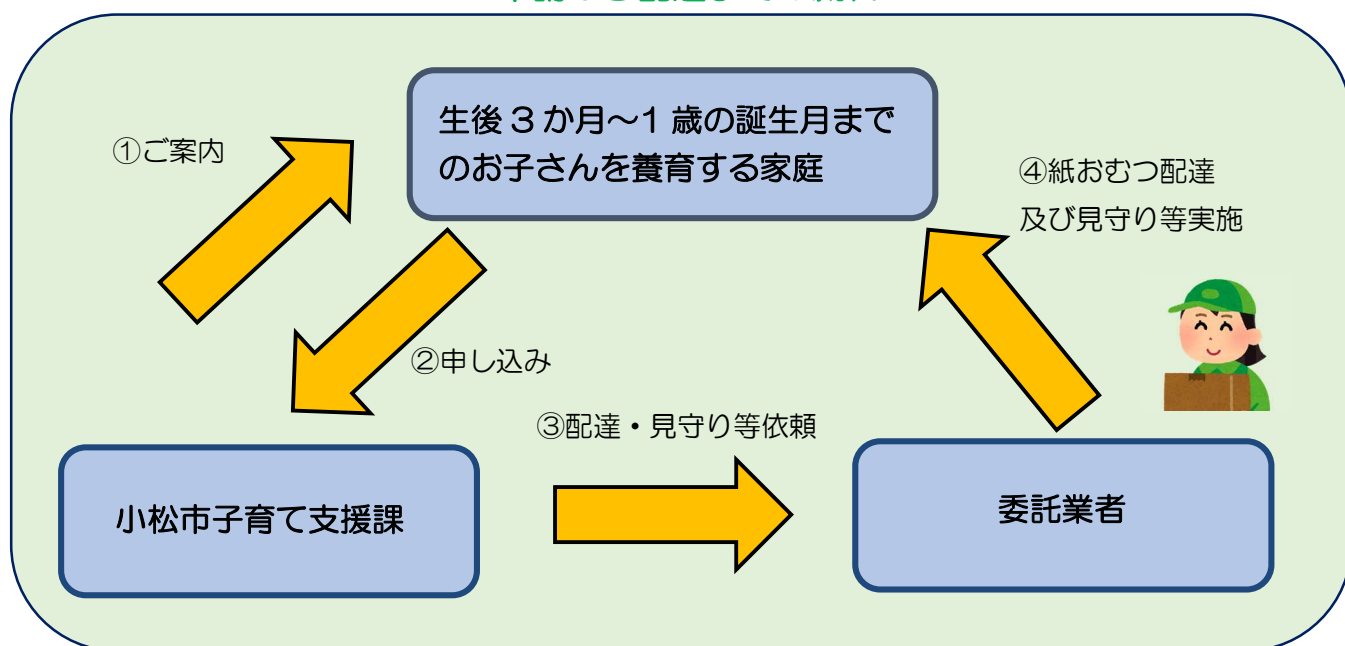 生後3か月～1歳の誕生月まで
のお子さんを養育する家庭
①ご案内
④紙おむつ配達
及び見守り等実施
②申し込み
③配達・見守り等依頼
小松市子育て支援課
委託業者